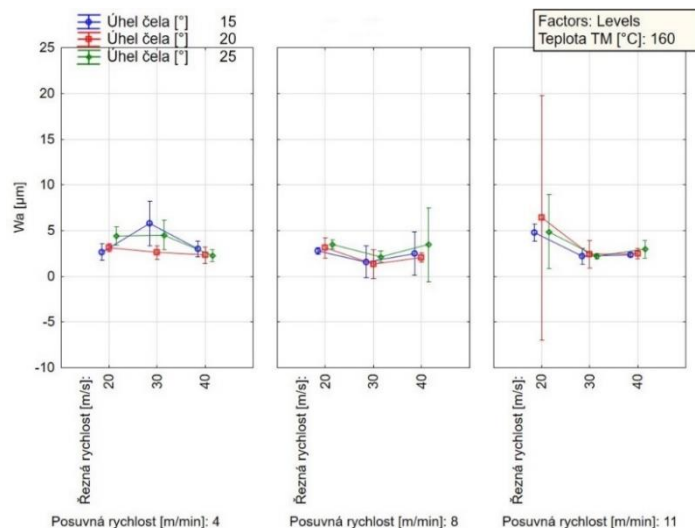 Úhel čela [°] 15
Úhel čela [°] 20
Úhel čela [°] 25
Factors: Levels
Teplota TM [°C]: 160
Wa [µm]
25
20
15
10
5
0
-5
-10
Řezná rychlost [m/s]:
20
30
40
Posuvná rychlost [m/min]: 4
Řezná rychlost [m/s]:
20
30
40
Posuvná rychlost [m/min]: 8
Řezná rychlost [m/s]:
20
30
40
Posuvná rychlost [m/min]: 11